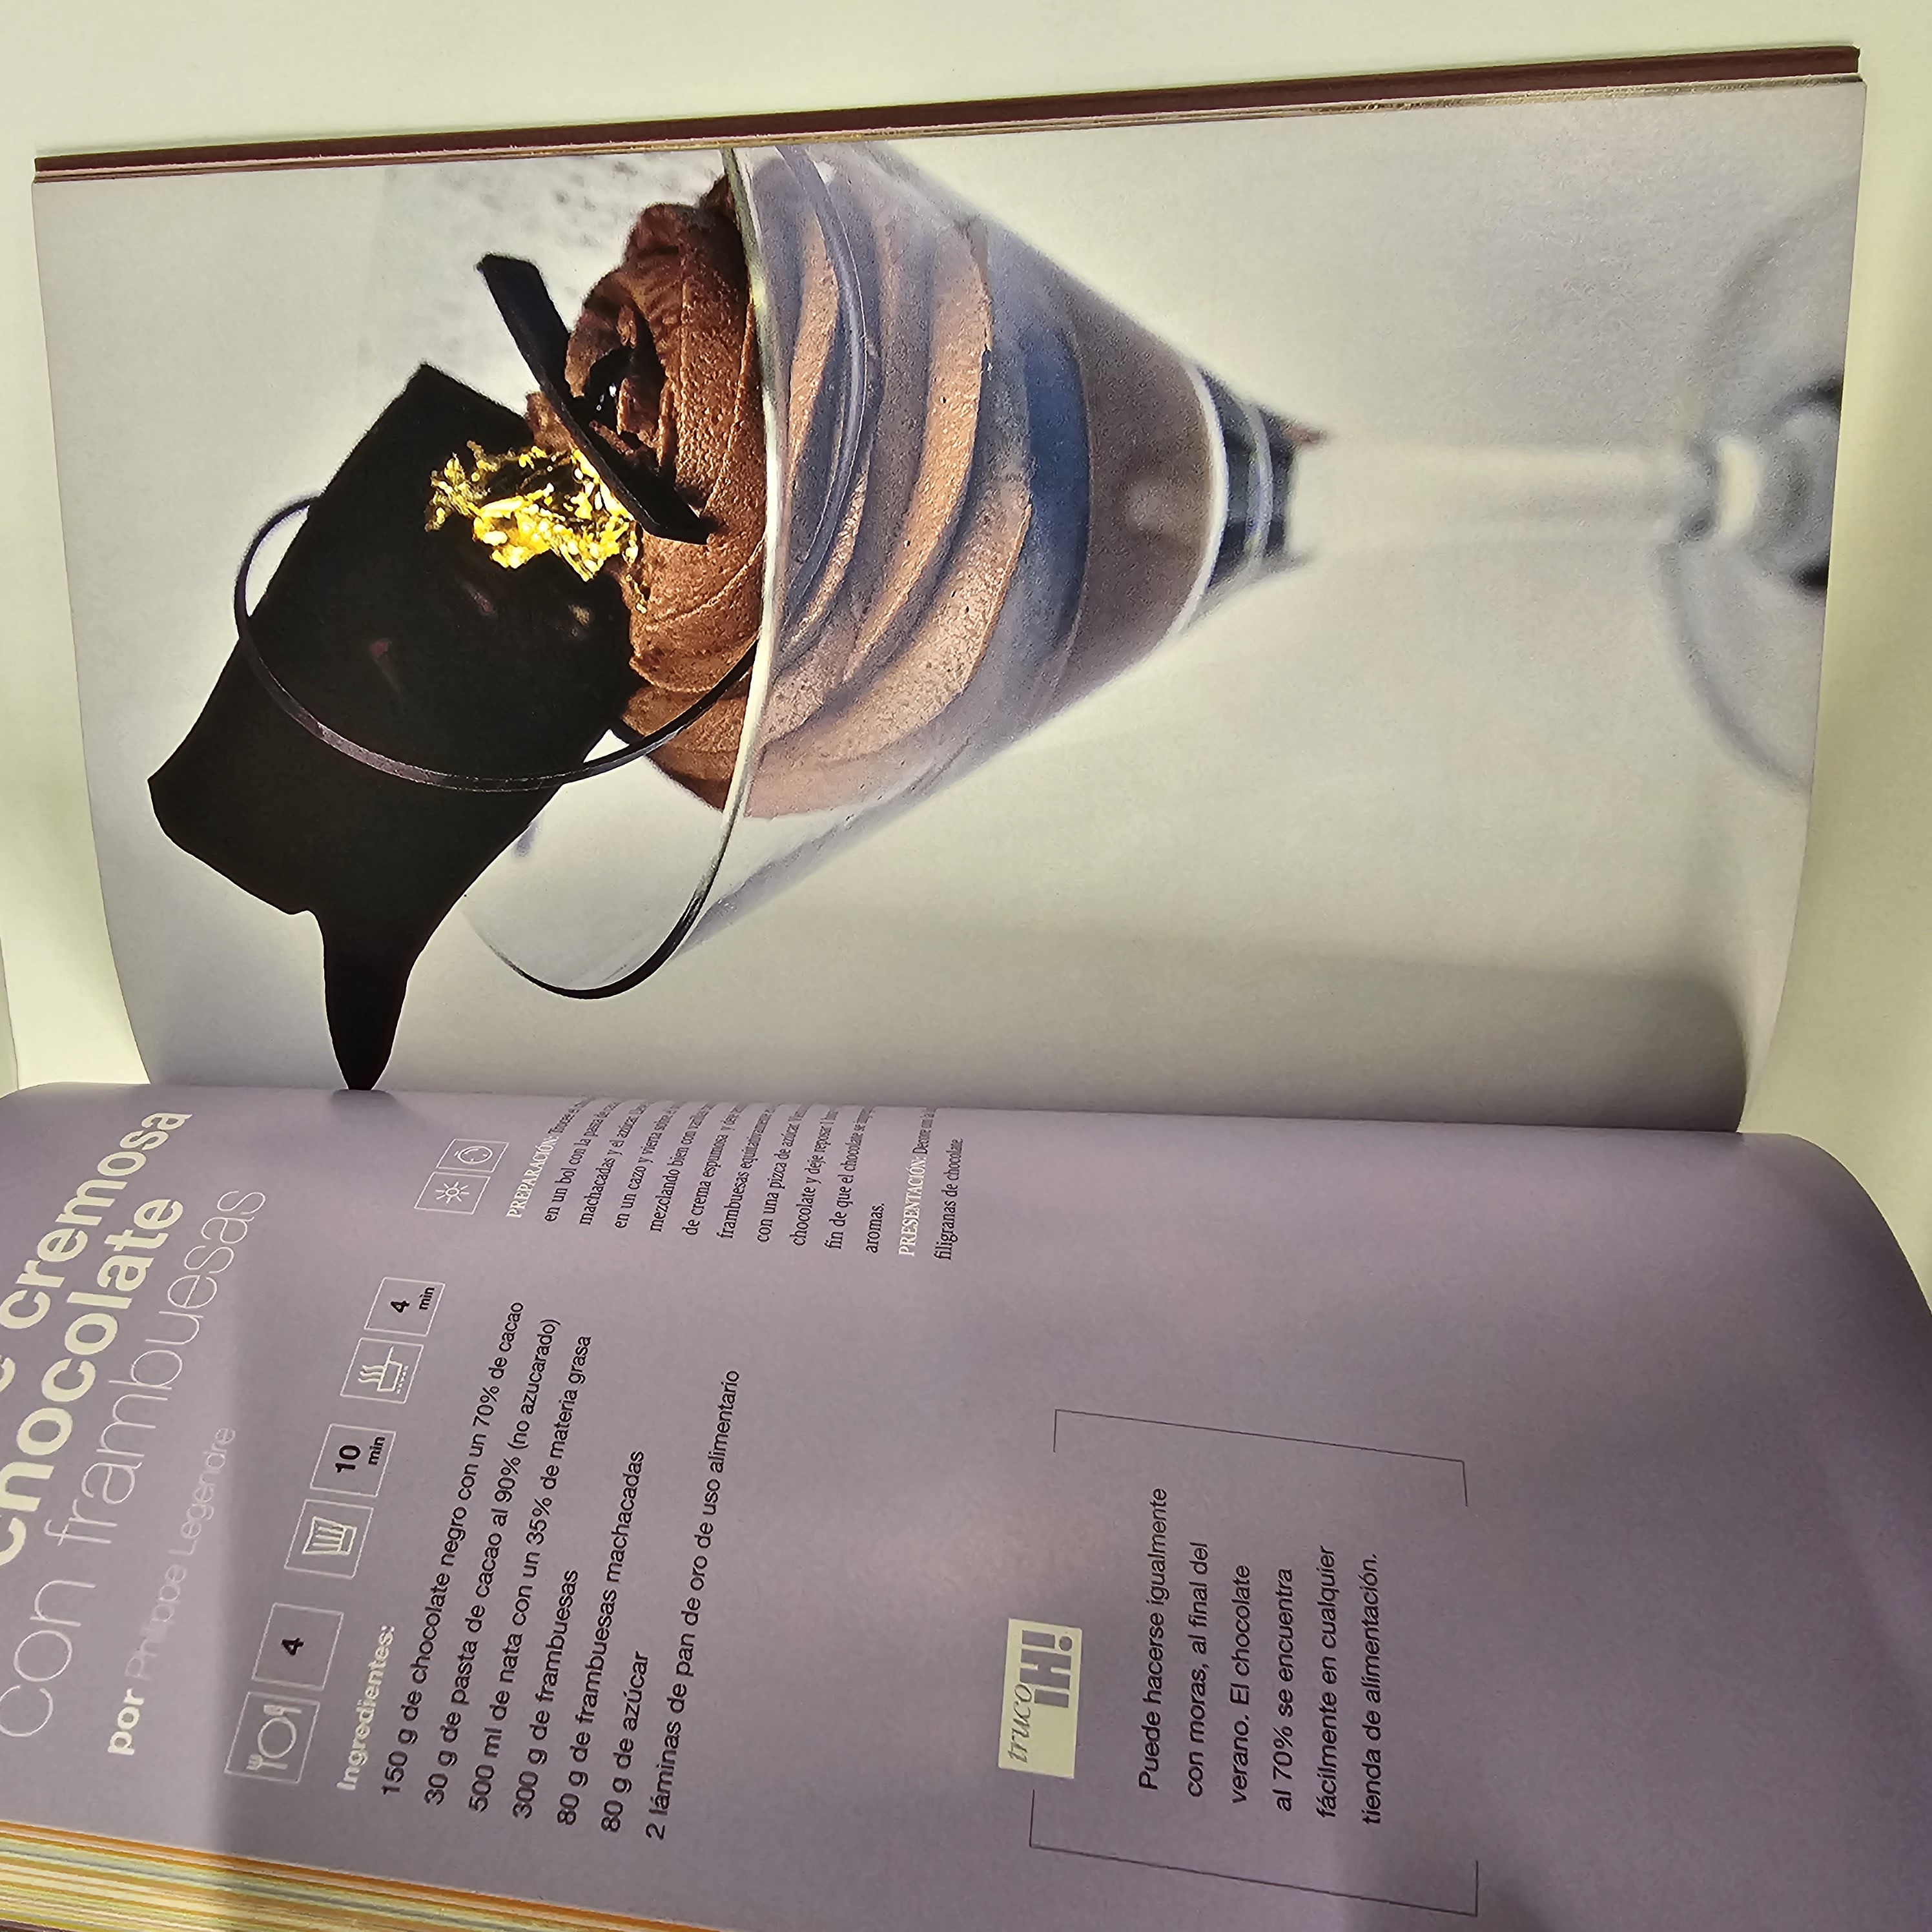 cremosa
chocolate
con frambuesas
por Philippe Legendre
4
10
min
4
min
Ingredientes:
150 g de chocolate negro con un 70% de cacao
30 g de pasta de cacao al 90% (no azucarado)
500 ml de nata con un 35% de materia grasa
300 g de frambuesas
80 g de frambuesas machacadas
80 g de azúcar
2 láminas de pan de oro de uso alimentario
PREPARACIÓN: Trocee el
en un bol con la pasta de
machacadas y el azúcar.
en un cazo y vierta sobre el
mezclando bien con
de crema espumosa y deje
frambuesas equitativamente
con una pizca de azúcar.
chocolate y deje reposar 1
fin de que el chocolate se
aromas.
PRESENTACIÓN: Decore con
filigranas de chocolate.
truco
¡H!
Puede hacerse igualmente
con moras, al final del
verano. El chocolate
al 70% se encuentra
fácilmente en cualquier
tienda de alimentación.